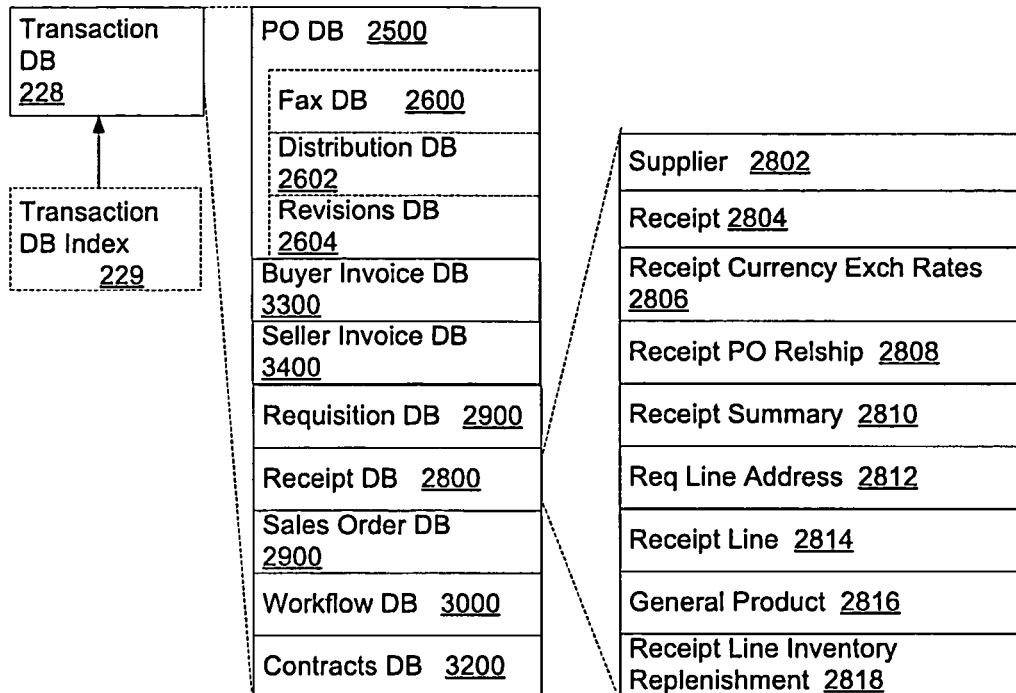 Transaction
DB
228
Transaction
DB Index
229
PO DB 2500
Fax DB 2600
Distribution DB
2602
Revisions DB
2604
Buyer Invoice DB
3300
Seller Invoice DB
3400
Requisition DB 2900
Receipt DB 2800
Sales Order DB
2900
Workflow DB 3000
Contracts DB 3200
Supplier 2802
Receipt 2804
Receipt Currency Exch Rates
2806
Receipt PO Relship 2808
Receipt Summary 2810
Req Line Address 2812
Receipt Line 2814
General Product 2816
Receipt Line Inventory
Replenishment 2818